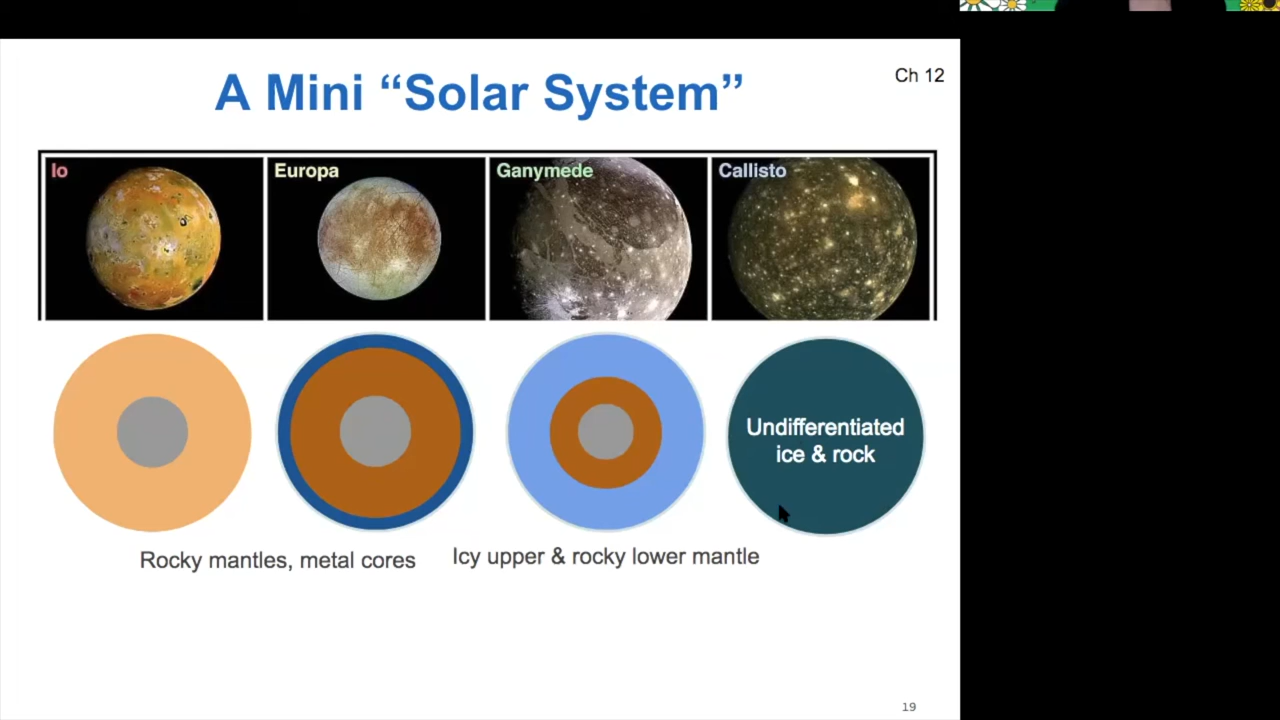 A Mini “Solar System”
Ch 12
Io
Europa
Ganymede
Callisto
Undifferentiated
ice & rock
Rocky mantles, metal cores
Icy upper & rocky lower mantle
19